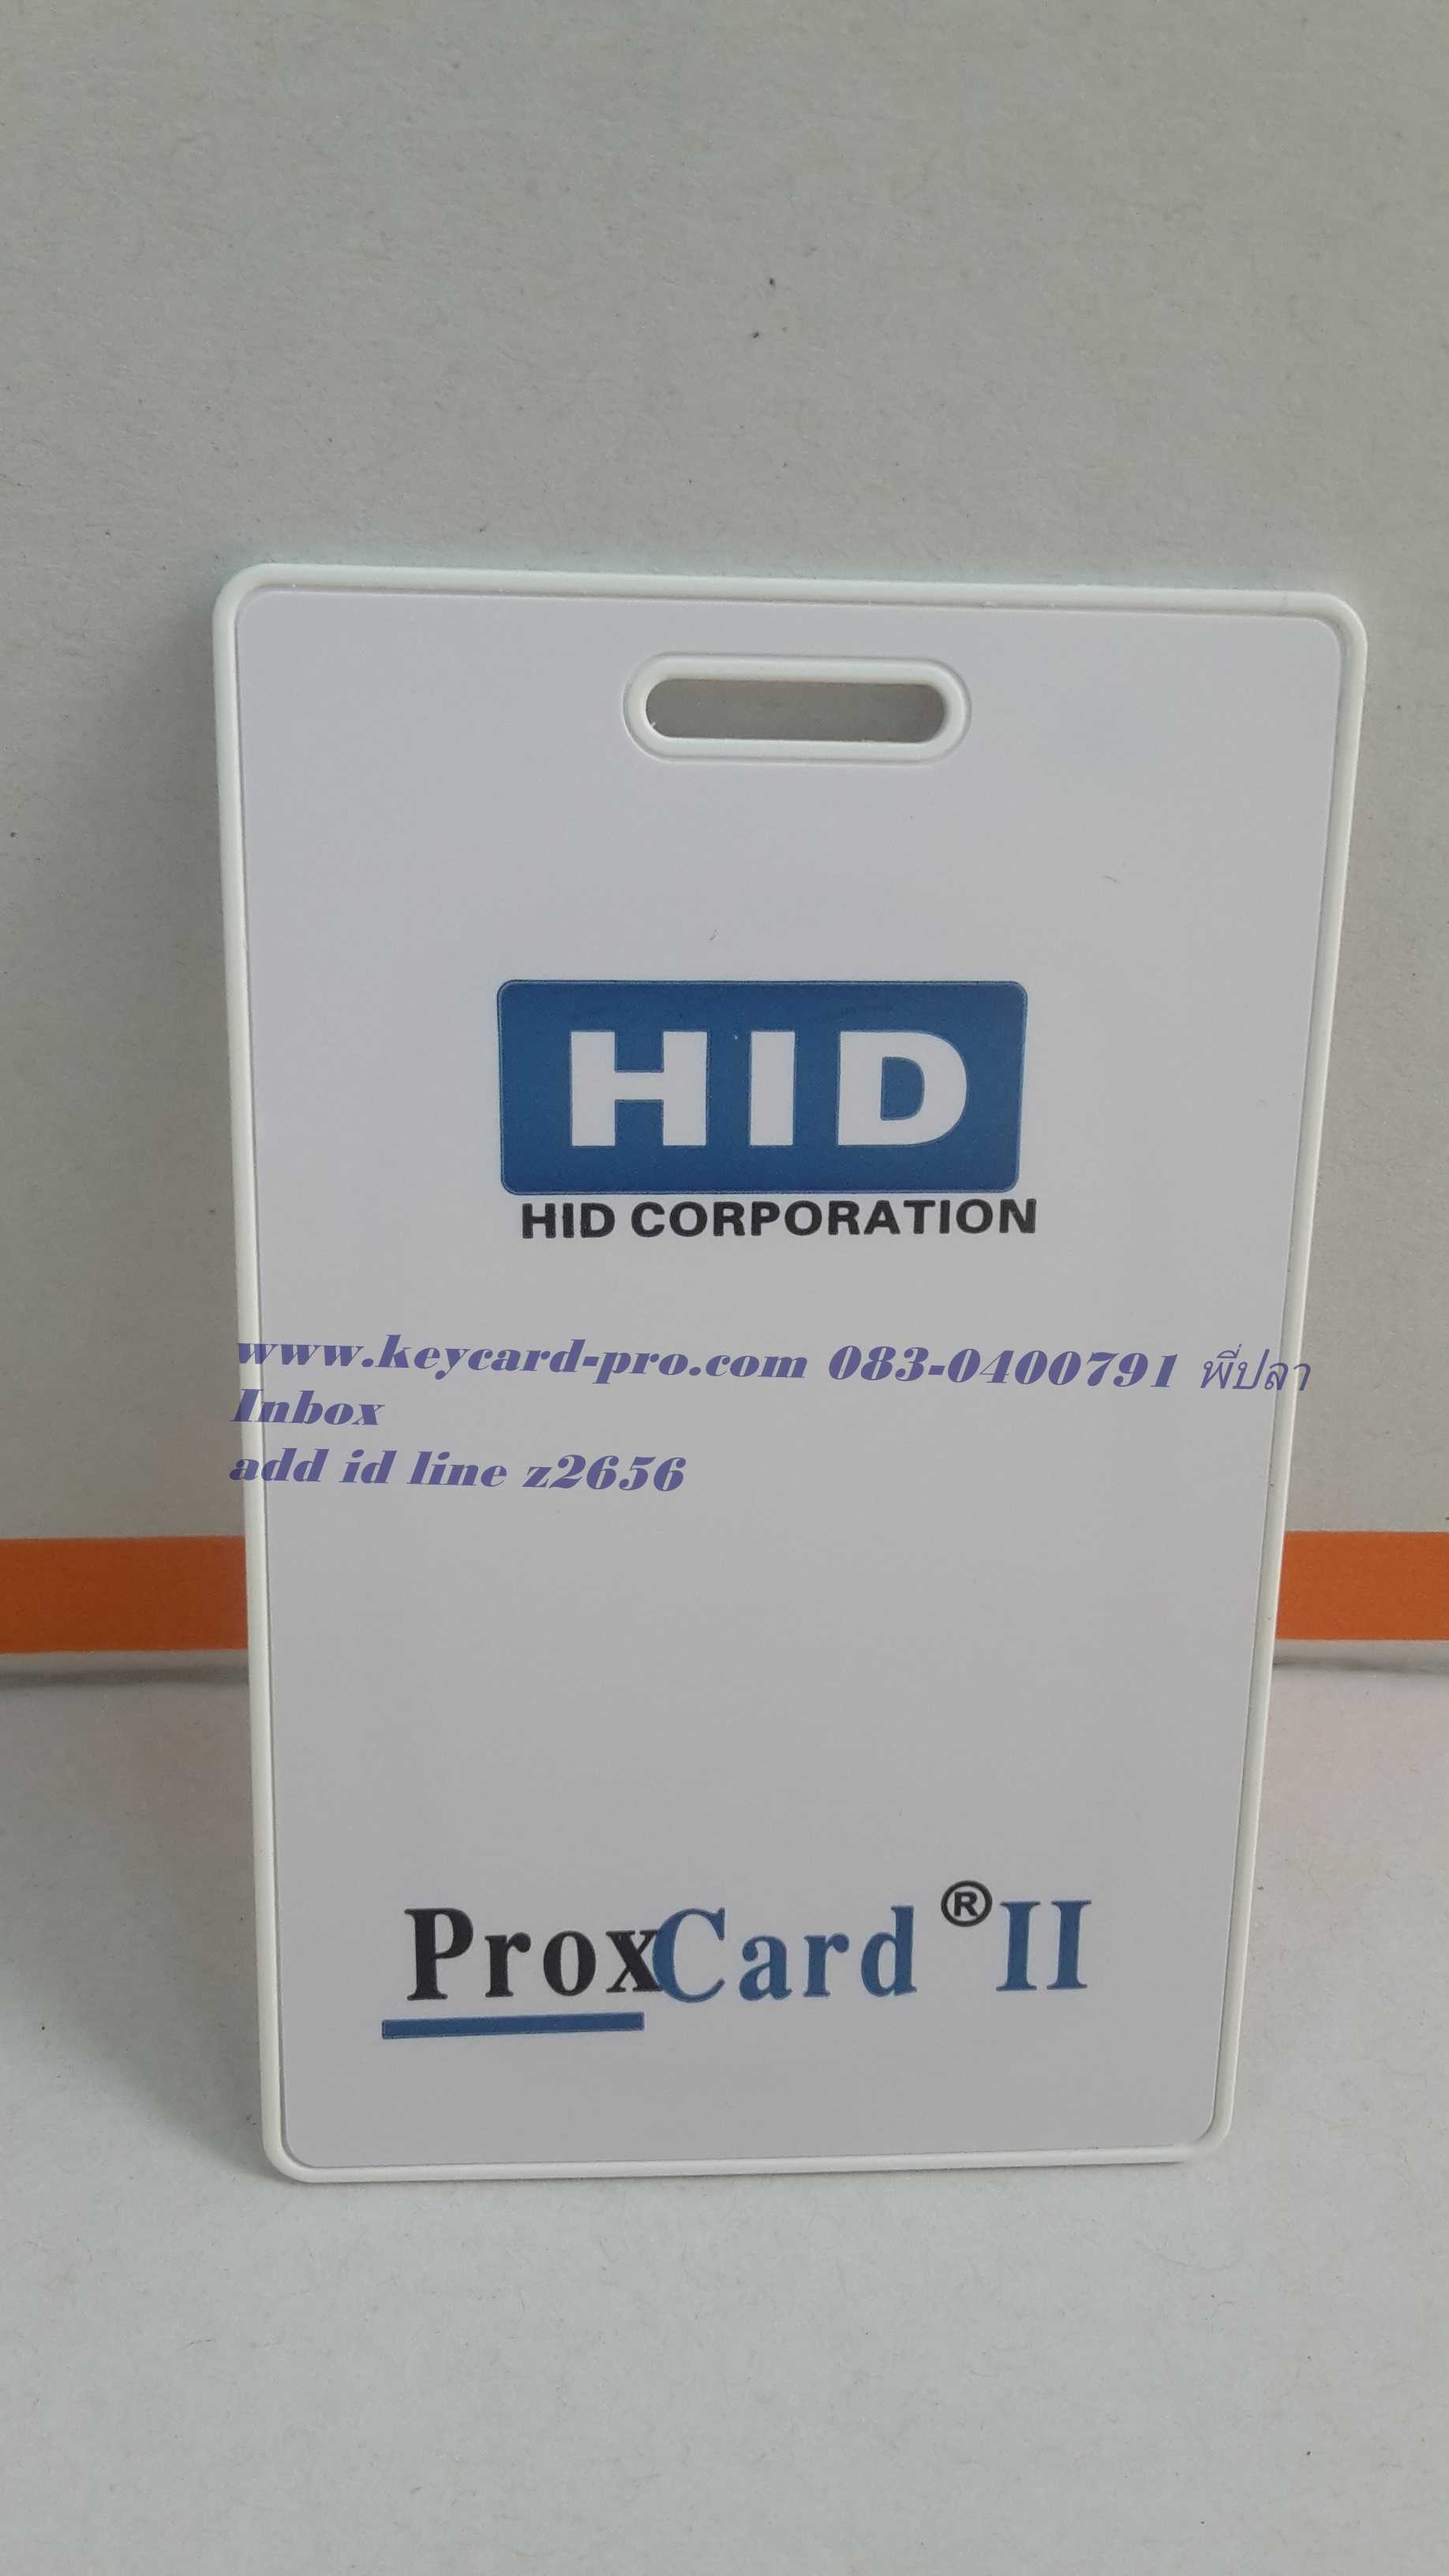 HID
HID CORPORATION
www.keycard-pro.com 083-0400791 พี่ปลา
Inbox
add id line z2656
ProxCard ® II